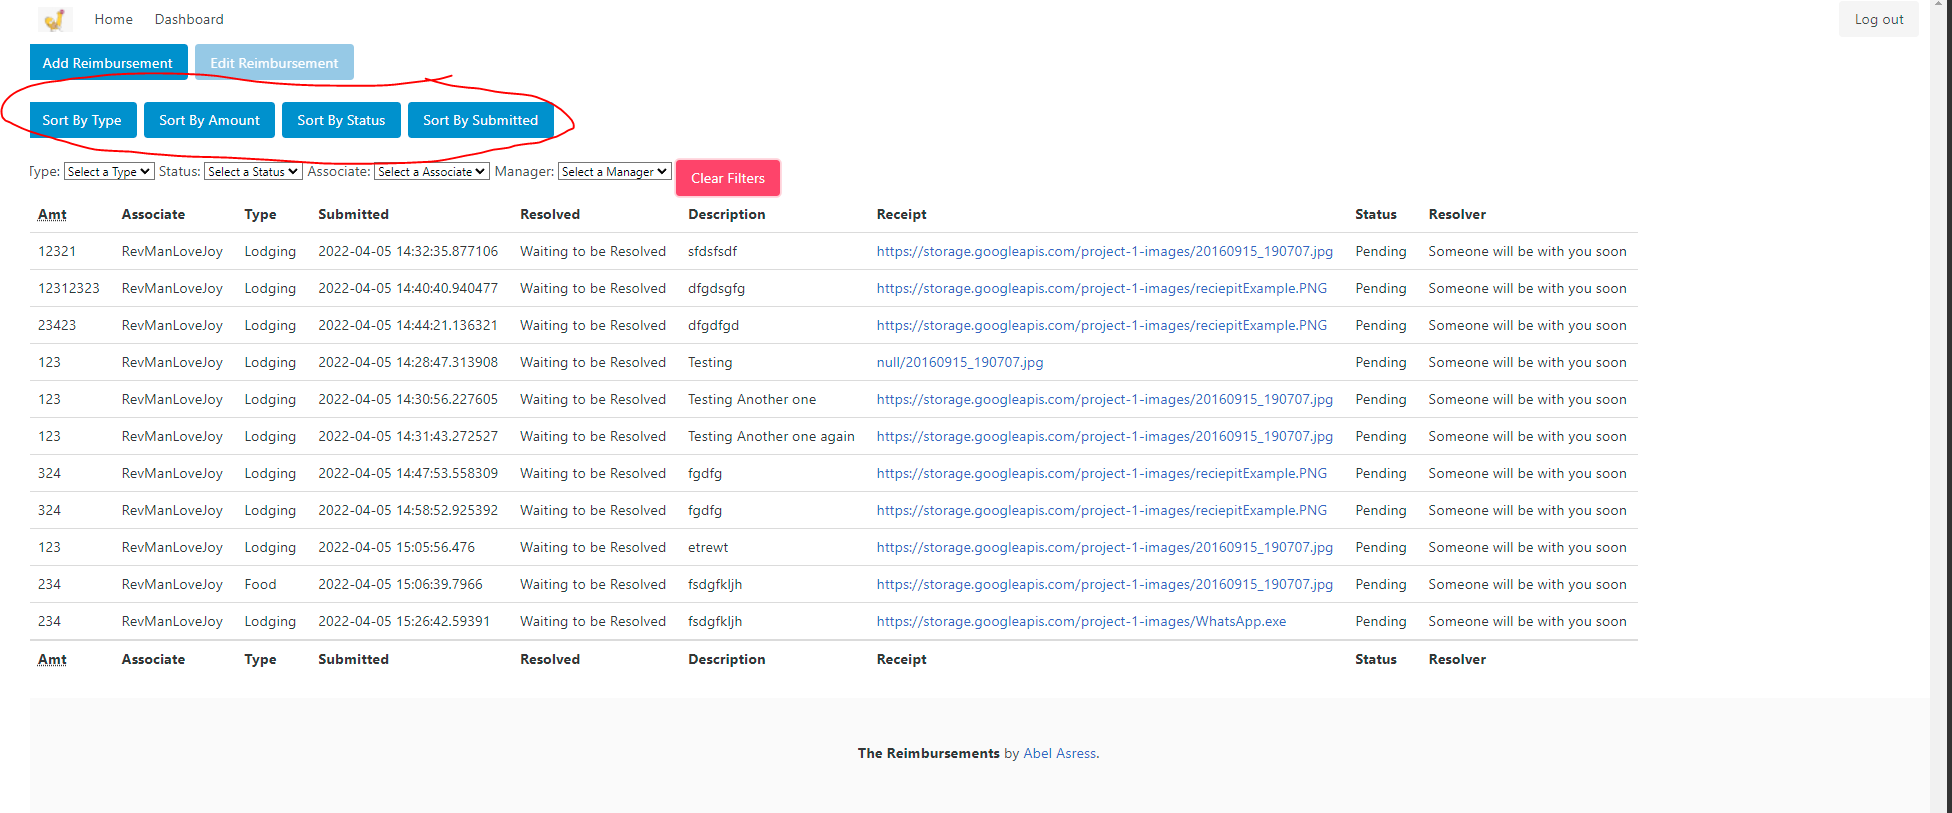 Home Dashboard Log out
Add Reimbursement Edit Reimbursement
Sort By Type Sort By Amount Sort By Status Sort By Submitted
Type: Select a Type Status: Select a Status Associate: Select a Associate Manager: Select a Manager Clear Filters
Amt Associate Type Submitted Resolved Description Receipt Status Resolver
12321 RevManLoveJoy Lodging 2022-04-05 14:32:35.877106 Waiting to be Resolved sfdsfsdf https://storage.googleapis.com/project-1-images/20160915_190707.jpg Pending Someone will be with you soon
12312323 RevManLoveJoy Lodging 2022-04-05 14:40:40.940477 Waiting to be Resolved dfgdsgfg https://storage.googleapis.com/project-1-images/reciepitExample.PNG Pending Someone will be with you soon
23423 RevManLoveJoy Lodging 2022-04-05 14:44:21.136321 Waiting to be Resolved dfgdfgd https://storage.googleapis.com/project-1-images/reciepitExample.PNG Pending Someone will be with you soon
123 RevManLoveJoy Lodging 2022-04-05 14:28:47.313908 Waiting to be Resolved Testing null/20160915_190707.jpg Pending Someone will be with you soon
123 RevManLoveJoy Lodging 2022-04-05 14:30:56.227605 Waiting to be Resolved Testing Another one https://storage.googleapis.com/project-1-images/20160915_190707.jpg Pending Someone will be with you soon
123 RevManLoveJoy Lodging 2022-04-05 14:31:43.272527 Waiting to be Resolved Testing Another one again https://storage.googleapis.com/project-1-images/20160915_190707.jpg Pending Someone will be with you soon
324 RevManLoveJoy Lodging 2022-04-05 14:47:53.558309 Waiting to be Resolved fgdfg https://storage.googleapis.com/project-1-images/reciepitExample.PNG Pending Someone will be with you soon
324 RevManLoveJoy Lodging 2022-04-05 14:58:52.925392 Waiting to be Resolved fgdfg https://storage.googleapis.com/project-1-images/reciepitExample.PNG Pending Someone will be with you soon
123 RevManLoveJoy Lodging 2022-04-05 15:05:56.476 Waiting to be Resolved etrewt https://storage.googleapis.com/project-1-images/20160915_190707.jpg Pending Someone will be with you soon
234 RevManLoveJoy Food 2022-04-05 15:06:39.7966 Waiting to be Resolved fsdgfkljh https://storage.googleapis.com/project-1-images/20160915_190707.jpg Pending Someone will be with you soon
234 RevManLoveJoy Lodging 2022-04-05 15:26:42.59391 Waiting to be Resolved fsdgfkljh https://storage.googleapis.com/project-1-images/WhatsApp.exe Pending Someone will be with you soon
Amt Associate Type Submitted Resolved Description Receipt Status Resolver
The Reimbursements by Abel Asress.